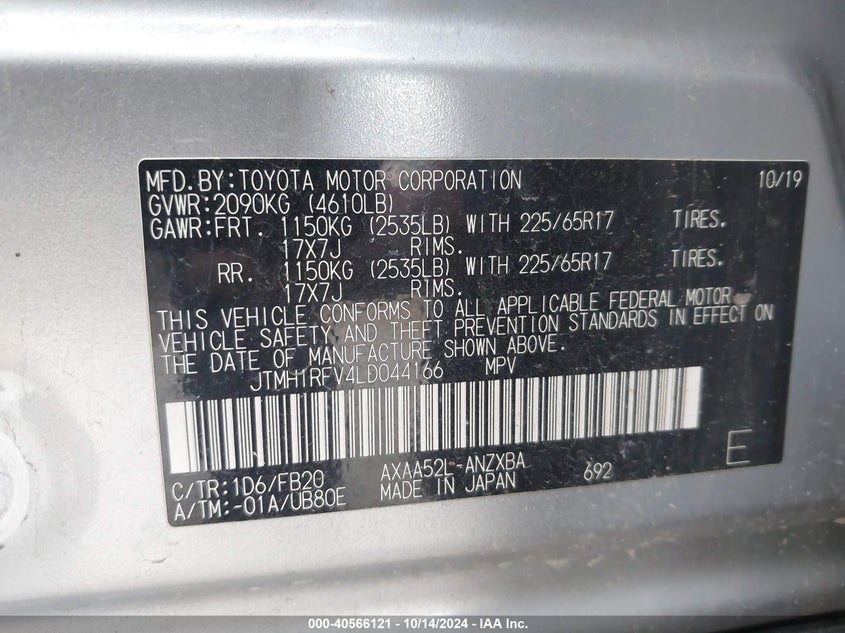 MFD.BY:TOYOTA MOTOR CORPORATION 10/19
GVWR:2090KG (4610LB)
GAWR:FRT. 1150KG (2535LB) WITH 225/65R17 TIRES.
17X7J RIMS.
RR. 1150KG (2535LB) WITH 225/65R17 TIRES.
17X7J RIMS.
THIS VEHICLE CONFORMS TO ALL APPLICABLE FEDERAL MOTOR
VEHICLE SAFETY AND THEFT PREVENTION STANDARDS IN EFFECT ON
THE DATE OF MANUFACTURE SHOWN ABOVE.
JTMH1RFV4LD044166 MPV
C/TR:1D6/FB20 AXAA52L-ANZXBA 692 E
A/TM:-01A/UB80E MADE IN JAPAN
000-40566121 - 10/14/2024 - IAA Inc.